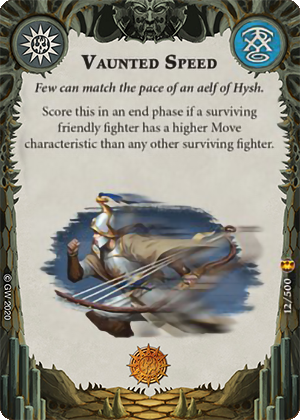 VAUNTED SPEED
Few can match the pace of an aelf of Hysh.
Score this in an end phase if a surviving
friendly fighter has a higher Move
characteristic than any other surviving fighter.
© GW 2020
12/500